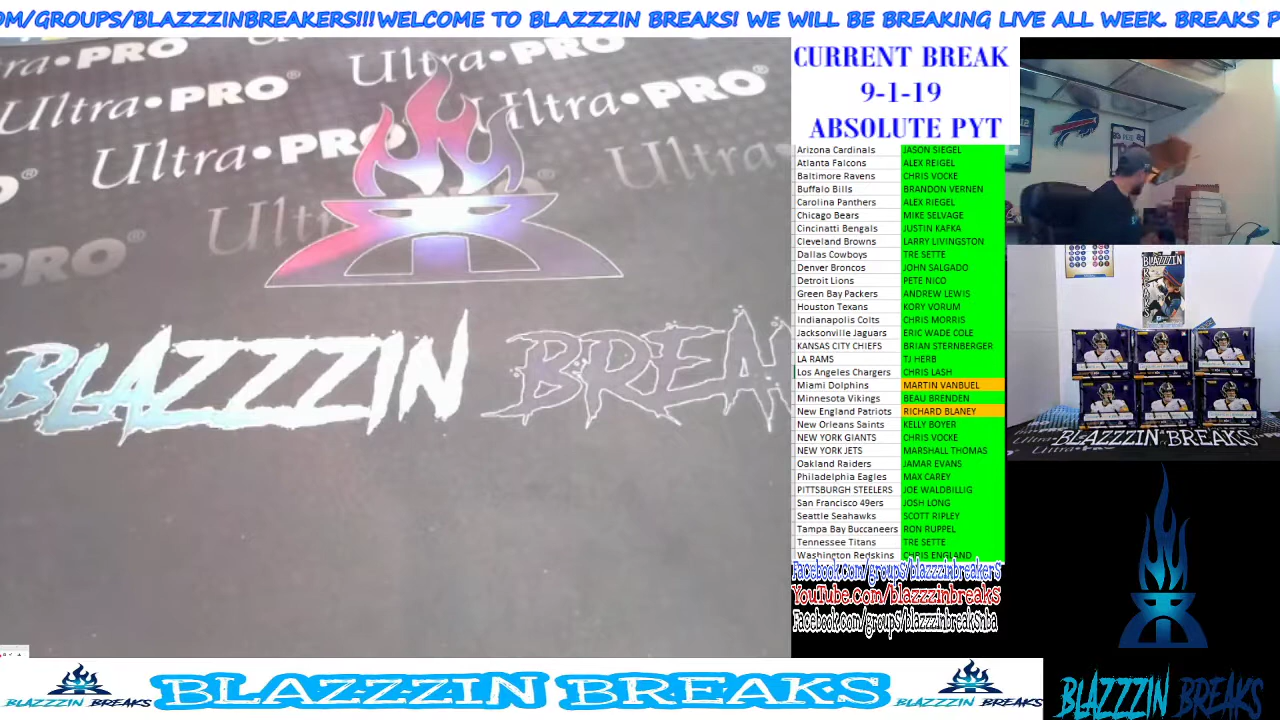 OM/GROUPS/BLAZZZINBREAKERS!!! WELCOME TO BLAZZZIN BREAKS! WE WILL BE BREAKING LIVE ALL WEEK. BREAKS P
Ultra•PRO®
Ultra•PRO®
Ultra•PRO®
Ultra•PRO®
Ultra•PRO®
BLAZZZIN BREA
CURRENT BREAK
9-1-19
ABSOLUTE PYT
Arizona Cardinals JASON SIEGEL
Atlanta Falcons ALEX REIGEL
Baltimore Ravens CHRIS VOCKE
Buffalo Bills BRANDON VERNEN
Carolina Panthers ALEX RIEGEL
Chicago Bears MIKE SELVAGE
Cincinatti Bengals JUSTIN KAFKA
Cleveland Browns LARRY LIVINGSTON
Dallas Cowboys TRE SETTE
Denver Broncos JOHN SALGADO
Detroit Lions PETE NICO
Green Bay Packers ANDREW LEWIS
Houston Texans KORY VORUM
Indianapolis Colts CHRIS MORRIS
Jacksonville Jaguars ERIC WADE COLE
KANSAS CITY CHIEFS BRIAN STERNBERGER
LA RAMS TJ HERB
Los Angeles Chargers CHRIS LASH
Miami Dolphins MARTIN VANBUEL
Minnesota Vikings BEAU BRENDEN
New England Patriots RICHARD BLANEY
New Orleans Saints KELLY BOYER
NEW YORK GIANTS CHRIS VOCKE
NEW YORK JETS MARSHALL THOMAS
Oakland Raiders JAMAR EVANS
Philadelphia Eagles MAX CAREY
PITTSBURGH STEELERS JOE WALDBILLIG
San Francisco 49ers JOSH LONG
Seattle Seahawks SCOTT RIPLEY
Tampa Bay Buccaneers RON RUPPEL
Tennessee Titans TRE SETTE
Washington Redskins CHRIS ENGLAND
Facebook.com/groups/blazzzinbreakers
YouTube.com/blazzzinbreaks
Facebook.com/groups/blazzzinbreaksnba
BLAZZZIN
BLAZZZIN BREAKS
BLAZZZIN BREAKS
BLAZZZIN BREAKS
BLAZZZIN BREAKS
BLAZZZIN BREAKS